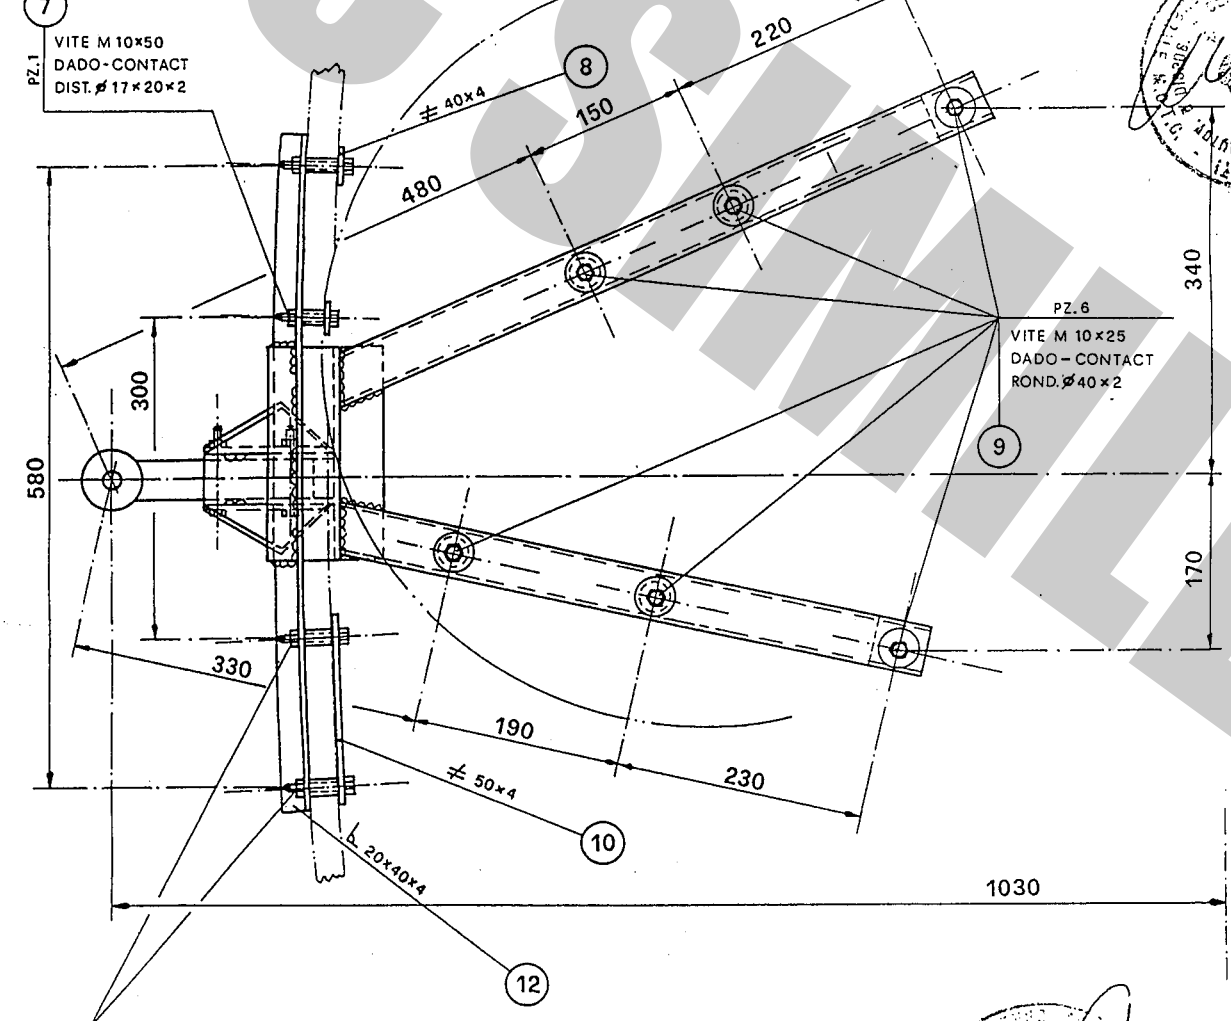 7
PZ.1
VITE M 10×50
DADO-CONTACT
DIST. ⌀ 17×20×2
8
≠ 40×4
220
150
480
340
PZ.6
VITE M 10×25
DADO-CONTACT
ROND. ⌀ 40×2
9
300
580
170
330
190
230
≠ 50×4
10
20×40×4
12
1030